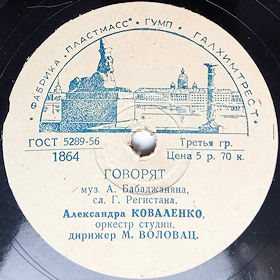 ФАБРИКА „ПЛАСТМАСС" • ГУМП • ГАЛХИМТРЕСТ
ГОСТ 5289-56 Третья гр.
1864 Цена 5 р. 70 к.
ГОВОРЯТ
муз. А. Бабаджаняна,
сл. Г. Регистана,
Александра КОВАЛЕНКО,
оркестр студии,
дирижер М. ВОЛОВАЦ.